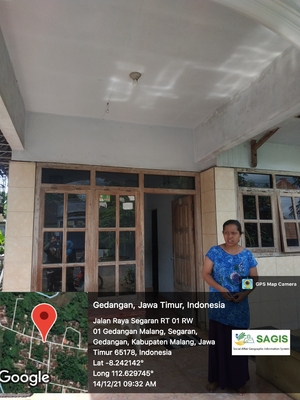 GPS Map Camera
Gedangan, Jawa Timur, Indonesia
Jalan Raya Segaran RT 01 RW
01 Gedangan Malang, Segaran,
Gedangan, Kabupaten Malang, Jawa
Timur 65178, Indonesia
Lat -8.242142°
Long 112.629745°
14/12/21 09:32 AM
Google
SAGIS